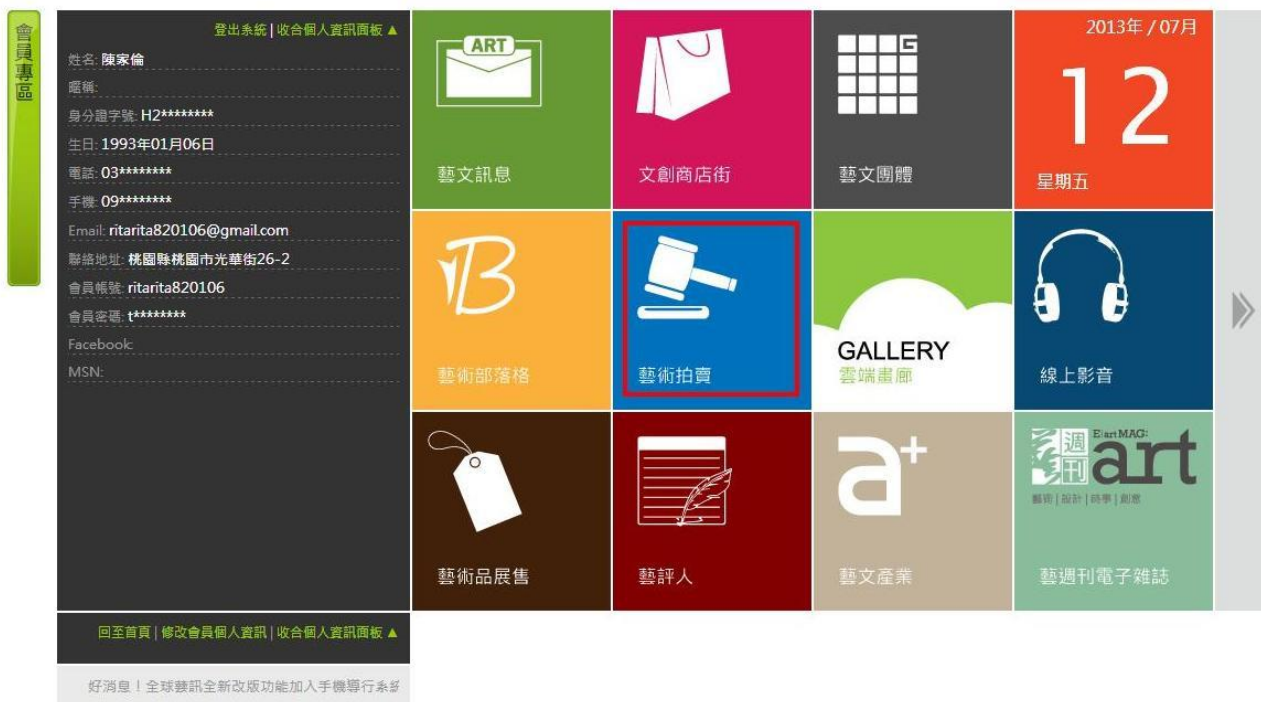 會員專區
登出系統 | 收合個人資訊面板 ▲
姓名: 陳家倫
暱稱:
身分證字號: H2********
生日: 1993年01月06日
電話: 03********
手機: 09********
Email: ritarita820106@gmail.com
聯絡地址: 桃園縣桃園市光華街26-2
會員帳號: ritarita820106
會員密碼: t********
Facebook:
MSN:
回至首頁 | 修改會員個人資訊 | 收合個人資訊面板 ▲
好消息！全球藝訊全新改版功能加入手機導行系
ART
藝文訊息
文創商店街
G
藝文團體
2013年 / 07月
12
星期五
B
藝術部落格
藝術拍賣
GALLERY
雲端畫廊
線上影音
藝術品展售
藝評人
a+
藝文產業
週刊
E:art MAG:
art
藝術 | 設計 | 時學 | 創意
藝週刊電子雜誌